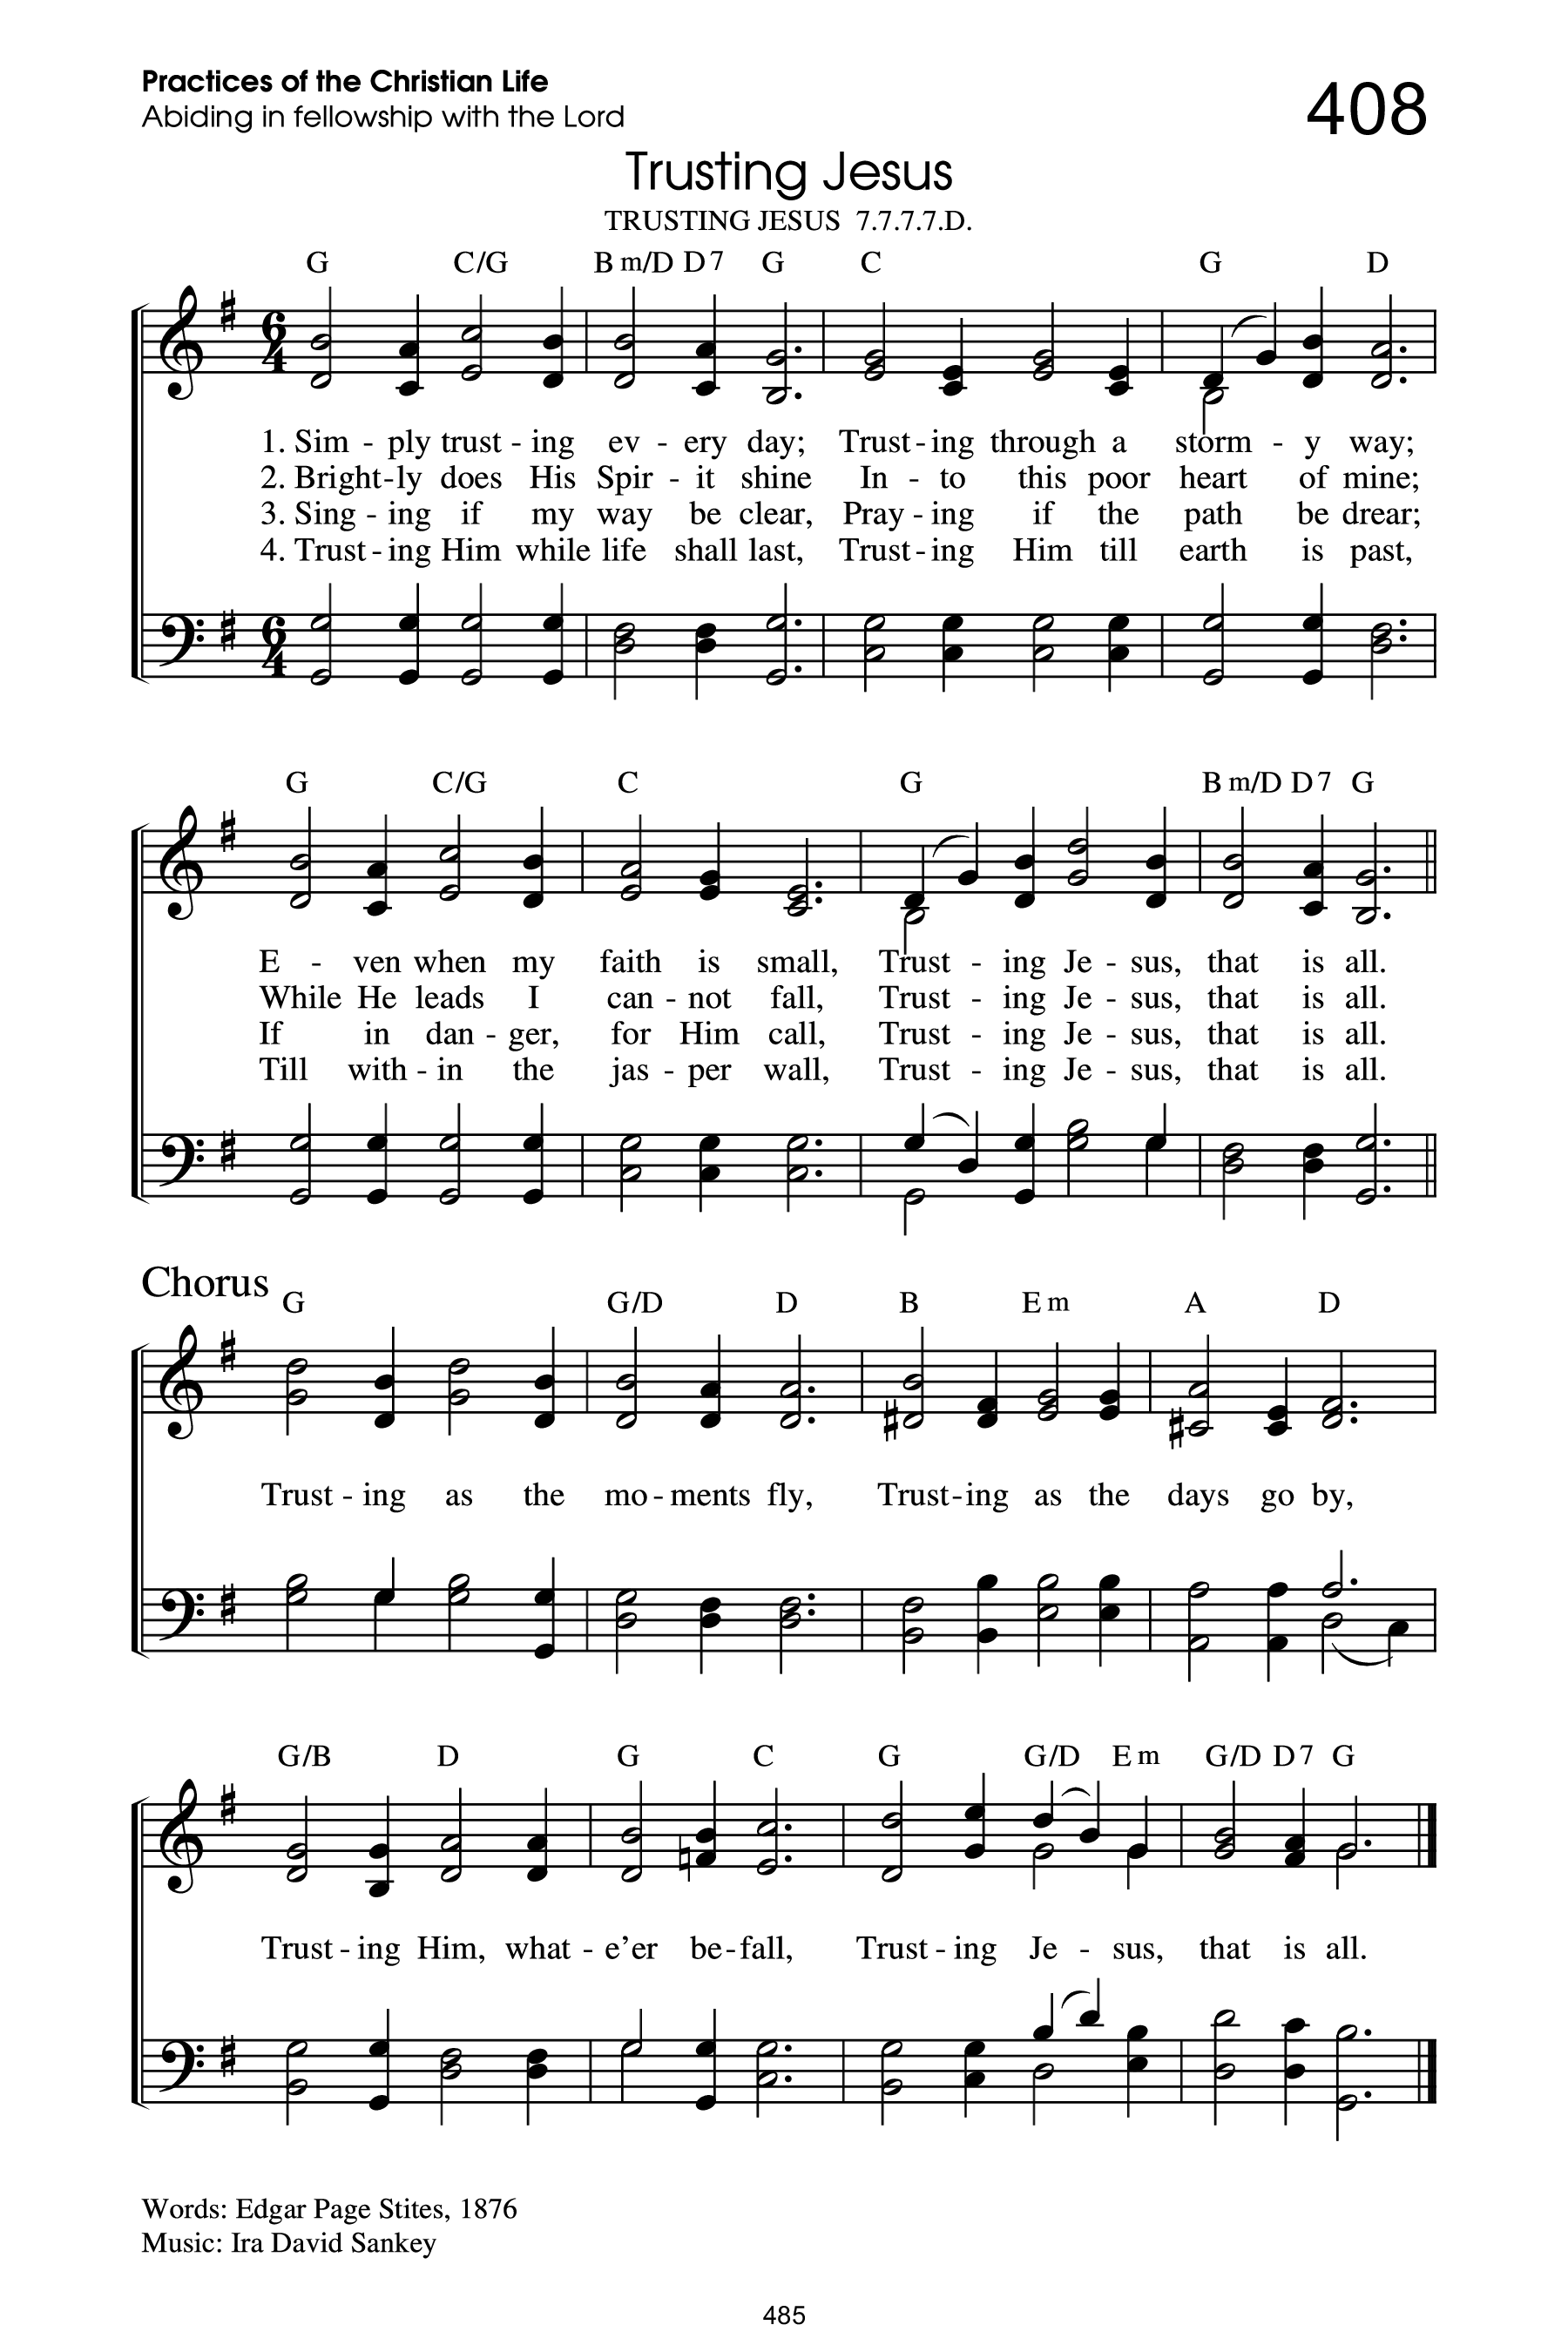 Practices of the Christian Life
Abiding in fellowship with the Lord
408
Trusting Jesus
TRUSTING JESUS 7.7.7.7.D.
G C/G Bm/D D7 G C G D
6/4
1. Sim - ply trust - ing ev - ery day; Trust - ing through a storm - y way;
2. Bright - ly does His Spir - it shine In - to this poor heart of mine;
3. Sing - ing if my way be clear, Pray - ing if the path be drear;
4. Trust - ing Him while life shall last, Trust - ing Him till earth is past,
6/4
G C/G C G Bm/D D7 G
E - ven when my faith is small, Trust - ing Je - sus, that is all.
While He leads I can - not fall, Trust - ing Je - sus, that is all.
If in dan - ger, for Him call, Trust - ing Je - sus, that is all.
Till with - in the jas - per wall, Trust - ing Je - sus, that is all.
Chorus
G G/D D B Em A D
Trust - ing as the mo - ments fly, Trust - ing as the days go by,
G/B D G C G G/D Em G/D D7 G
Trust - ing Him, what - e'er be - fall, Trust - ing Je - sus, that is all.
Words: Edgar Page Stites, 1876
Music: Ira David Sankey
485